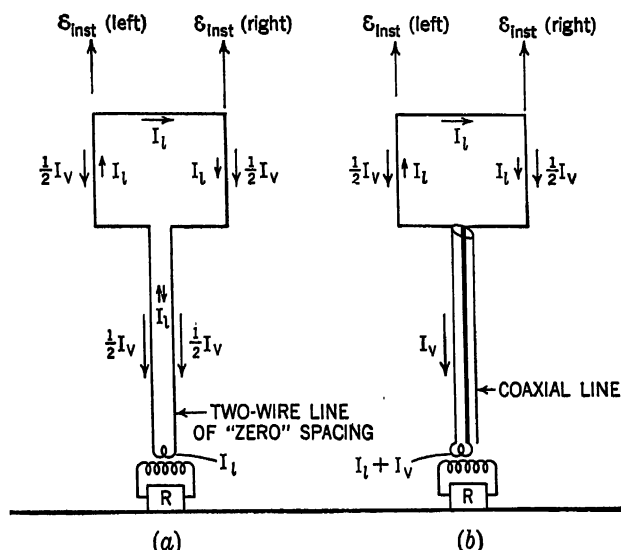 ℰinst (left) ℰinst (right) ℰinst (left) ℰinst (right)
Il Il
½Iv Il Il ½Iv ½Iv Il Il ½Iv
Il
½Iv ½Iv Iv
COAXIAL LINE
TWO-WIRE LINE
OF "ZERO" SPACING
Il Il + Iv
R R
(a) (b)